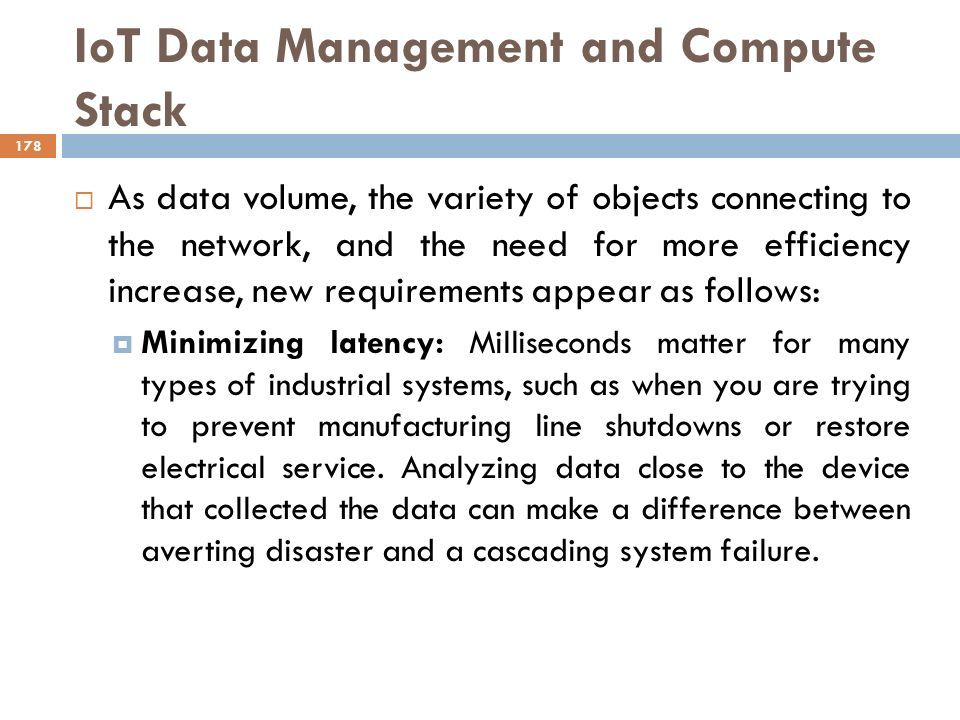 IoT Data Management and Compute
Stack
178
As data volume, the variety of objects connecting to
the network, and the need for more efficiency
increase, new requirements appear as follows:
Minimizing latency: Milliseconds matter for many
types of industrial systems, such as when you are trying
to prevent manufacturing line shutdowns or restore
electrical service. Analyzing data close to the device
that collected the data can make a difference between
averting disaster and a cascading system failure.